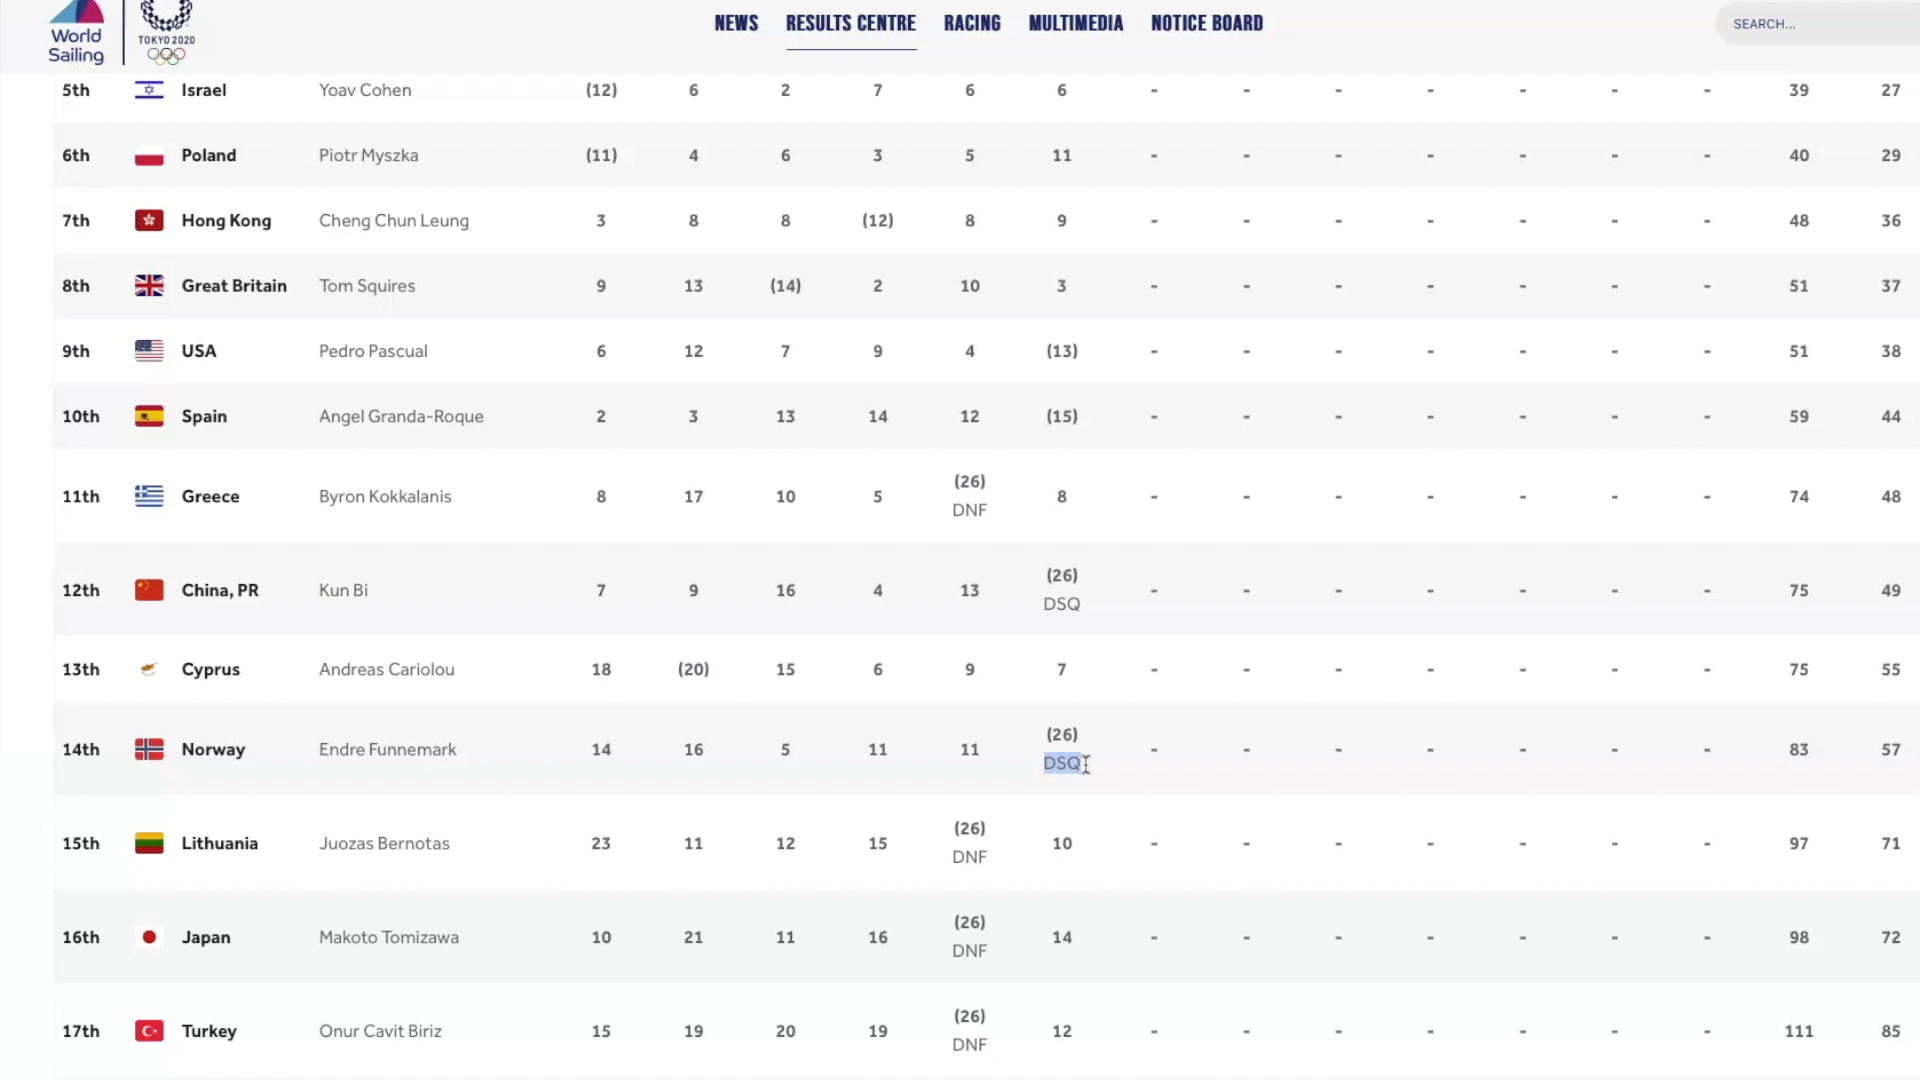 World
Sailing
TOKYO 2020
NEWS RESULTS CENTRE RACING MULTIMEDIA NOTICE BOARD SEARCH...
5th Israel Yoav Cohen (12) 6 2 7 6 6 - - - - - - - 39 27
6th Poland Piotr Myszka (11) 4 6 3 5 11 - - - - - - - 40 29
7th Hong Kong Cheng Chun Leung 3 8 8 (12) 8 9 - - - - - - - 48 36
8th Great Britain Tom Squires 9 13 (14) 2 10 3 - - - - - - - 51 37
9th USA Pedro Pascual 6 12 7 9 4 (13) - - - - - - - 51 38
10th Spain Angel Granda-Roque 2 3 13 14 12 (15) - - - - - - - 59 44
11th Greece Byron Kokkalanis 8 17 10 5 (26) DNF 8 - - - - - - - 74 48
12th China, PR Kun Bi 7 9 16 4 13 (26) DSQ - - - - - - - 75 49
13th Cyprus Andreas Cariolou 18 (20) 15 6 9 7 - - - - - - - 75 55
14th Norway Endre Funnemark 14 16 5 11 11 (26) DSQ - - - - - - - 83 57
15th Lithuania Juozas Bernotas 23 11 12 15 (26) DNF 10 - - - - - - - 97 71
16th Japan Makoto Tomizawa 10 21 11 16 (26) DNF 14 - - - - - - - 98 72
17th Turkey Onur Cavit Biriz 15 19 20 19 (26) DNF 12 - - - - - - - 111 85